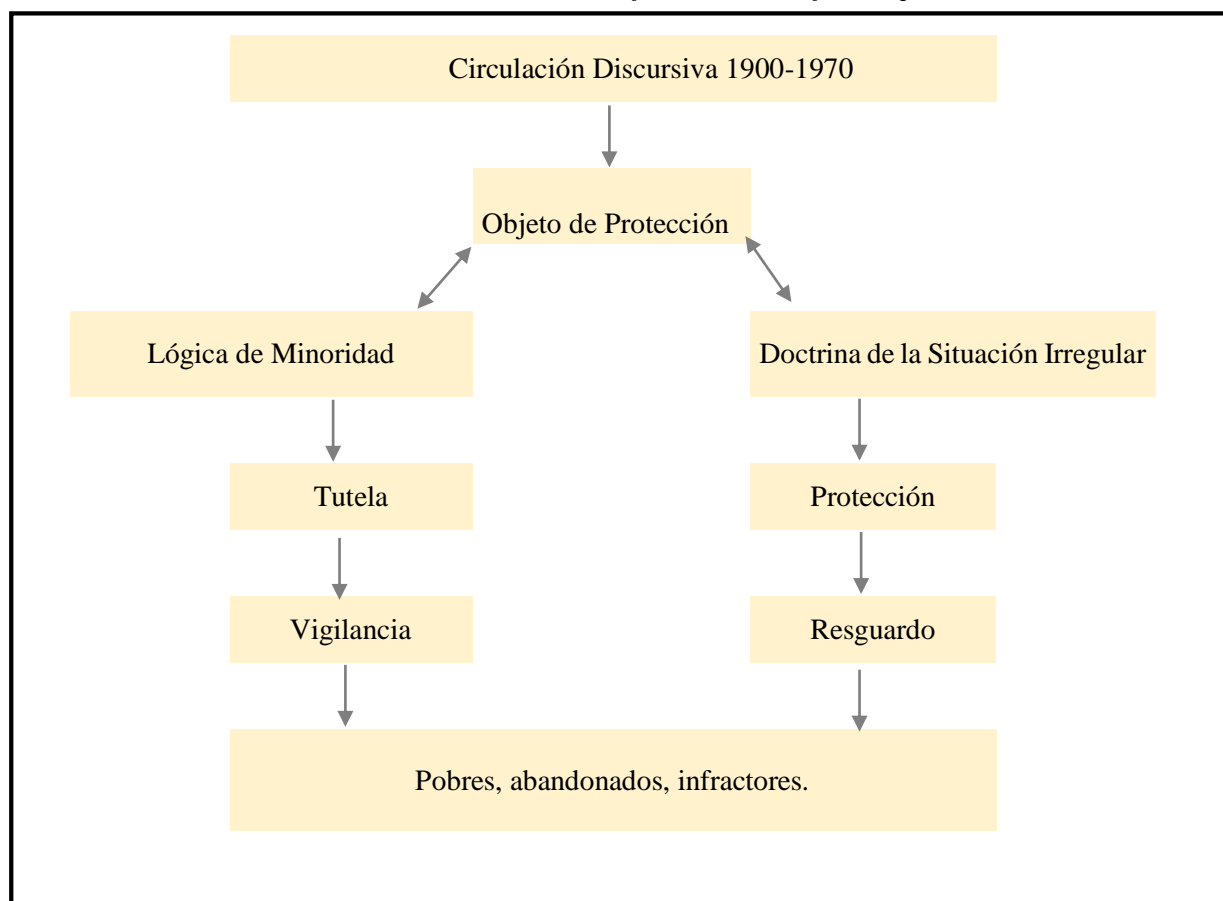 Circulación Discursiva 1900-1970
Objeto de Protección
Lógica de Minoridad
Doctrina de la Situación Irregular
Tutela
Protección
Vigilancia
Resguardo
Pobres, abandonados, infractores.